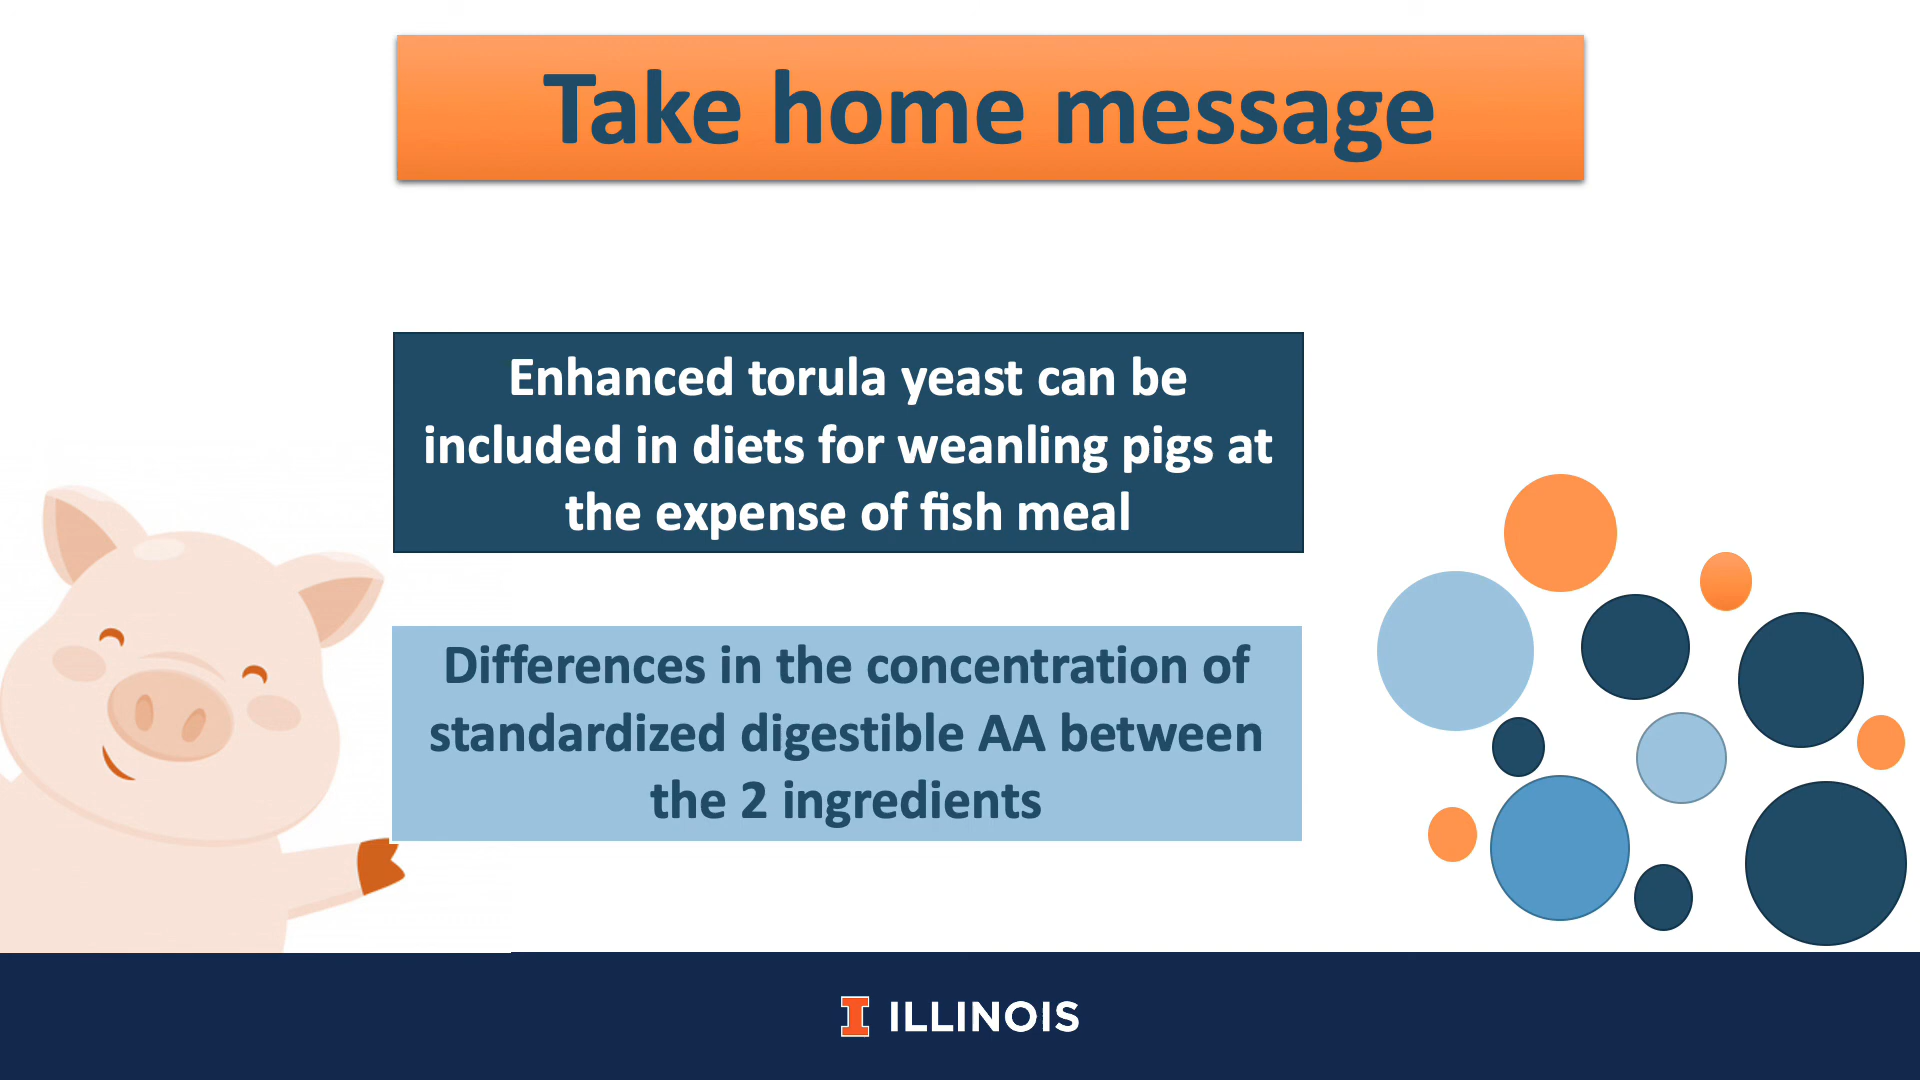 Take home message
Enhanced torula yeast can be
included in diets for weanling pigs at
the expense of fish meal
Differences in the concentration of
standardized digestible AA between
the 2 ingredients
I ILLINOIS